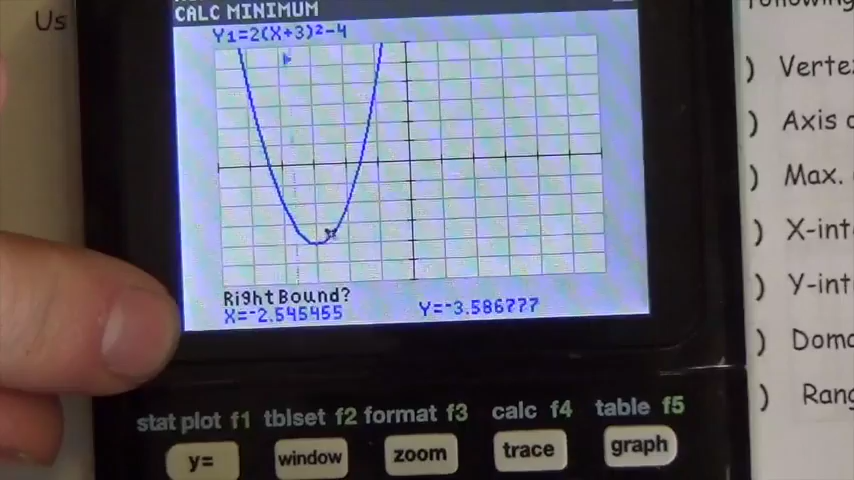 Us
CALC MINIMUM
Y1=2(X+3)²-4
Right Bound?
X=-2.545455 Y=-3.586777
stat plot f1 tblset f2 format f3 calc f4 table f5
y= window zoom trace graph
) Verte
) Axis
) Max.
) X-int
) Y-int
) Doma
) Rang